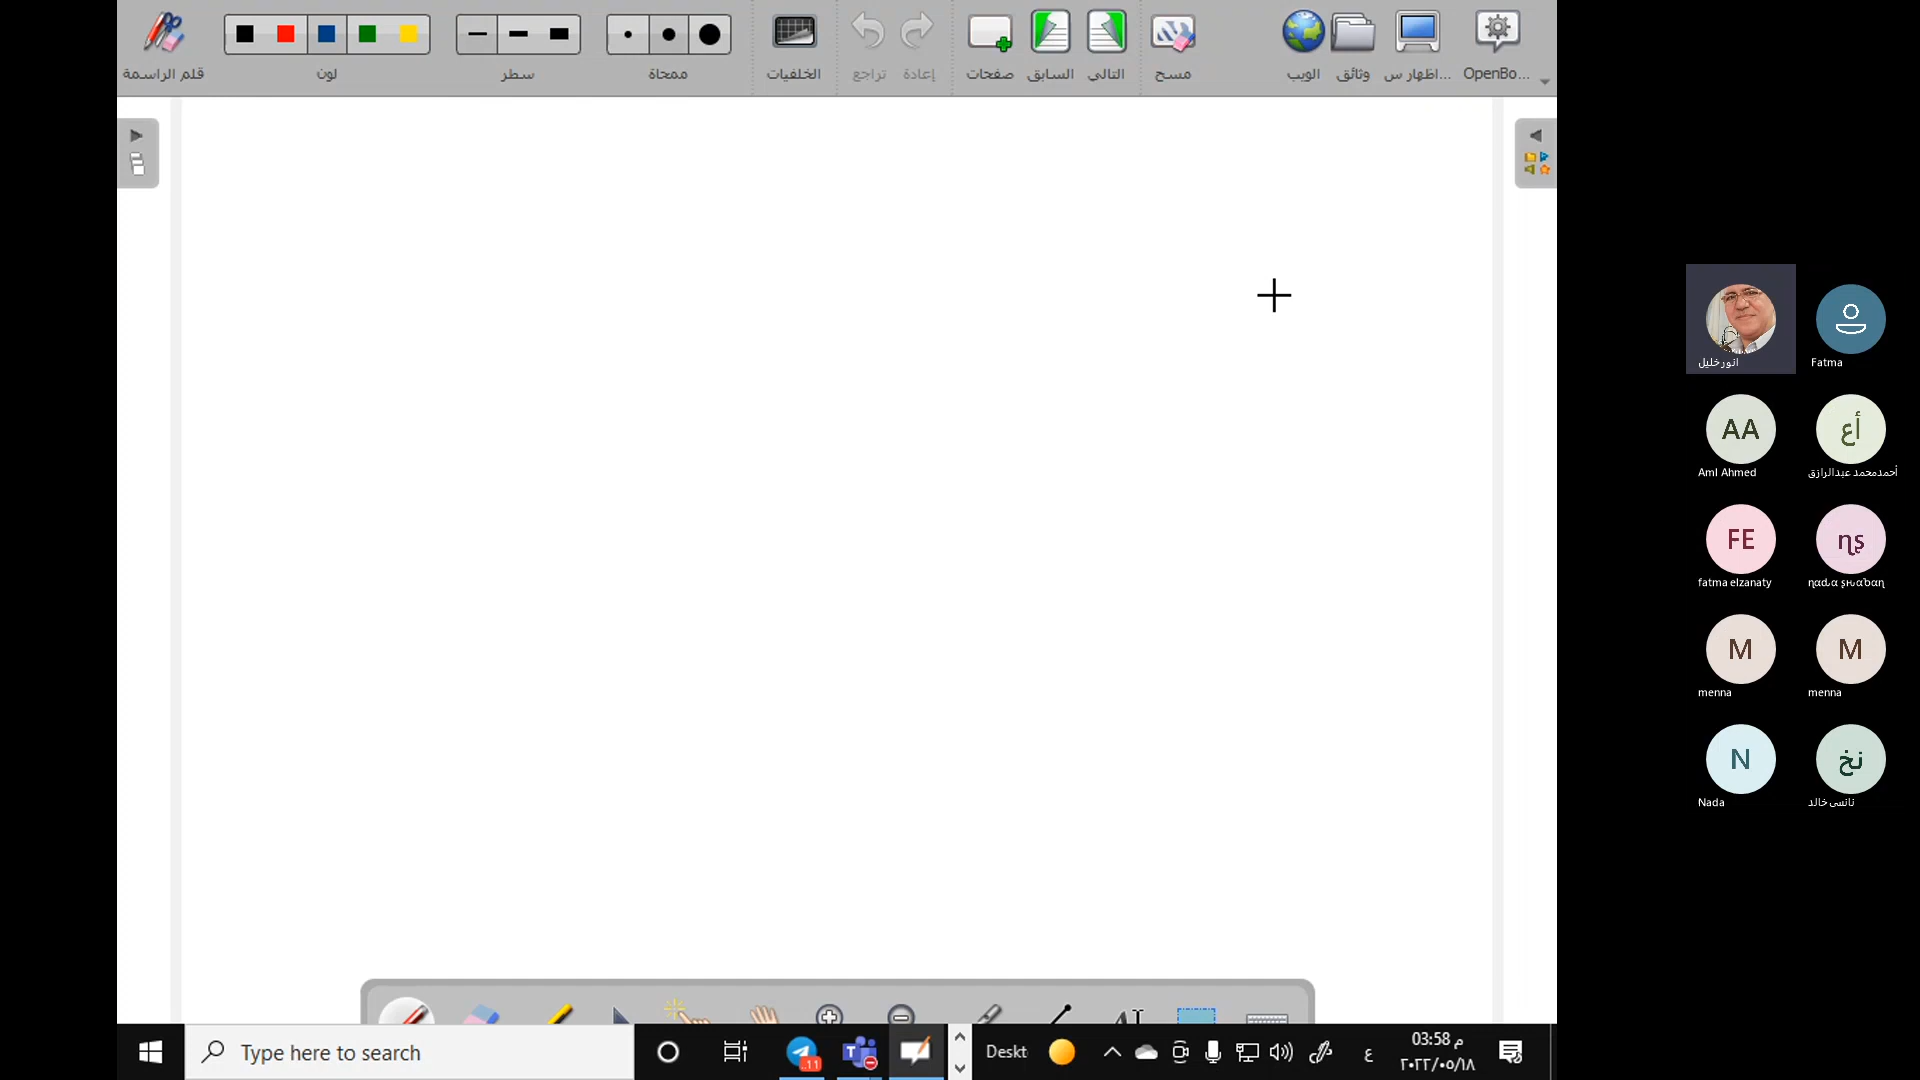 قلم الراسمة
لون
سطر
ممحاة
الخلفيات
تراجع
إعادة
صفحات
السابق
التالي
مسح
الويب
وثائق
اظهار س...
OpenBo...
انورخليل
Fatma
AA
Aml Ahmed
أع
أحمدمحمد عبدالرازق
FE
fatma elzanaty
M
menna
M
menna
N
Nada
نخ
نانسى خالد
Type here to search
..11
Deskt
ع
03:58 م
٢٠٢٢/٠٥/١٨